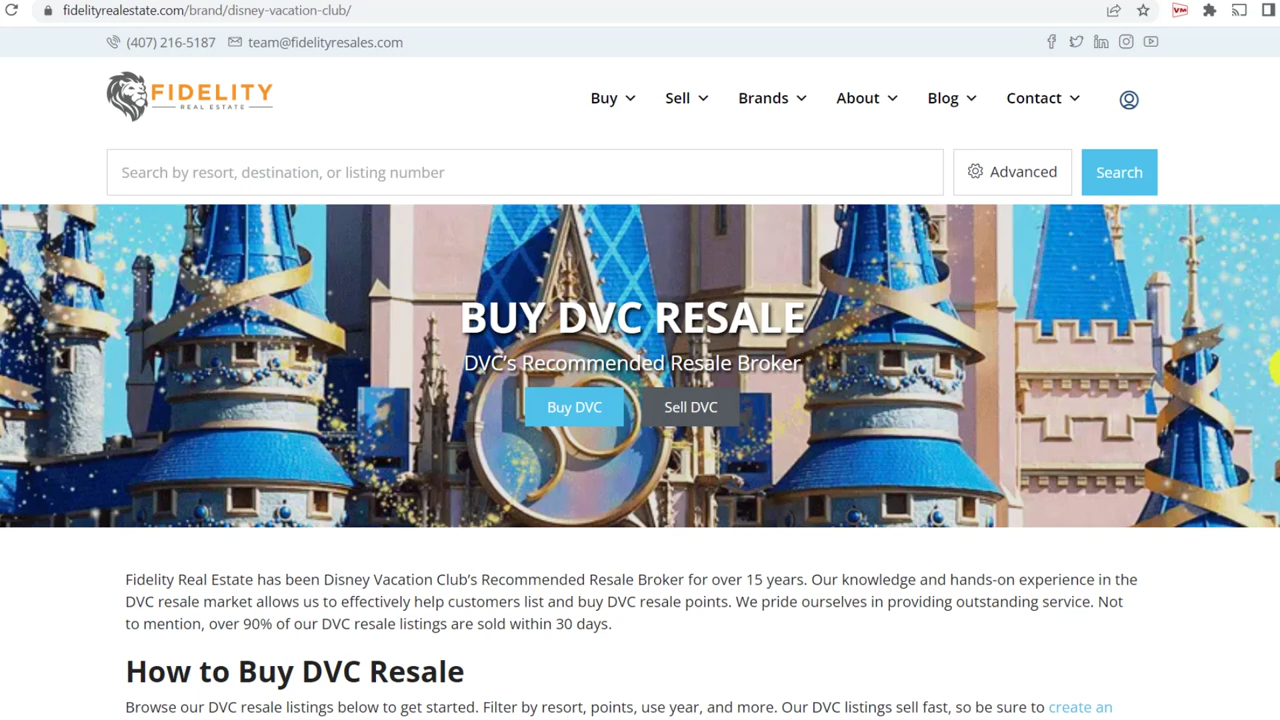 fidelityrealestate.com/brand/disney-vacation-club/
VM
(407) 216-5187 team@fidelityresales.com
FIDELITY
REAL ESTATE
Buy Sell Brands About Blog Contact
Search by resort, destination, or listing number Advanced Search
BUY DVC RESALE
DVC's Recommended Resale Broker
Buy DVC Sell DVC
Fidelity Real Estate has been Disney Vacation Club's Recommended Resale Broker for over 15 years. Our knowledge and hands-on experience in the
DVC resale market allows us to effectively help customers list and buy DVC resale points. We pride ourselves in providing outstanding service. Not
to mention, over 90% of our DVC resale listings are sold within 30 days.
How to Buy DVC Resale
Browse our DVC resale listings below to get started. Filter by resort, points, use year, and more. Our DVC listings sell fast, so be sure to create an